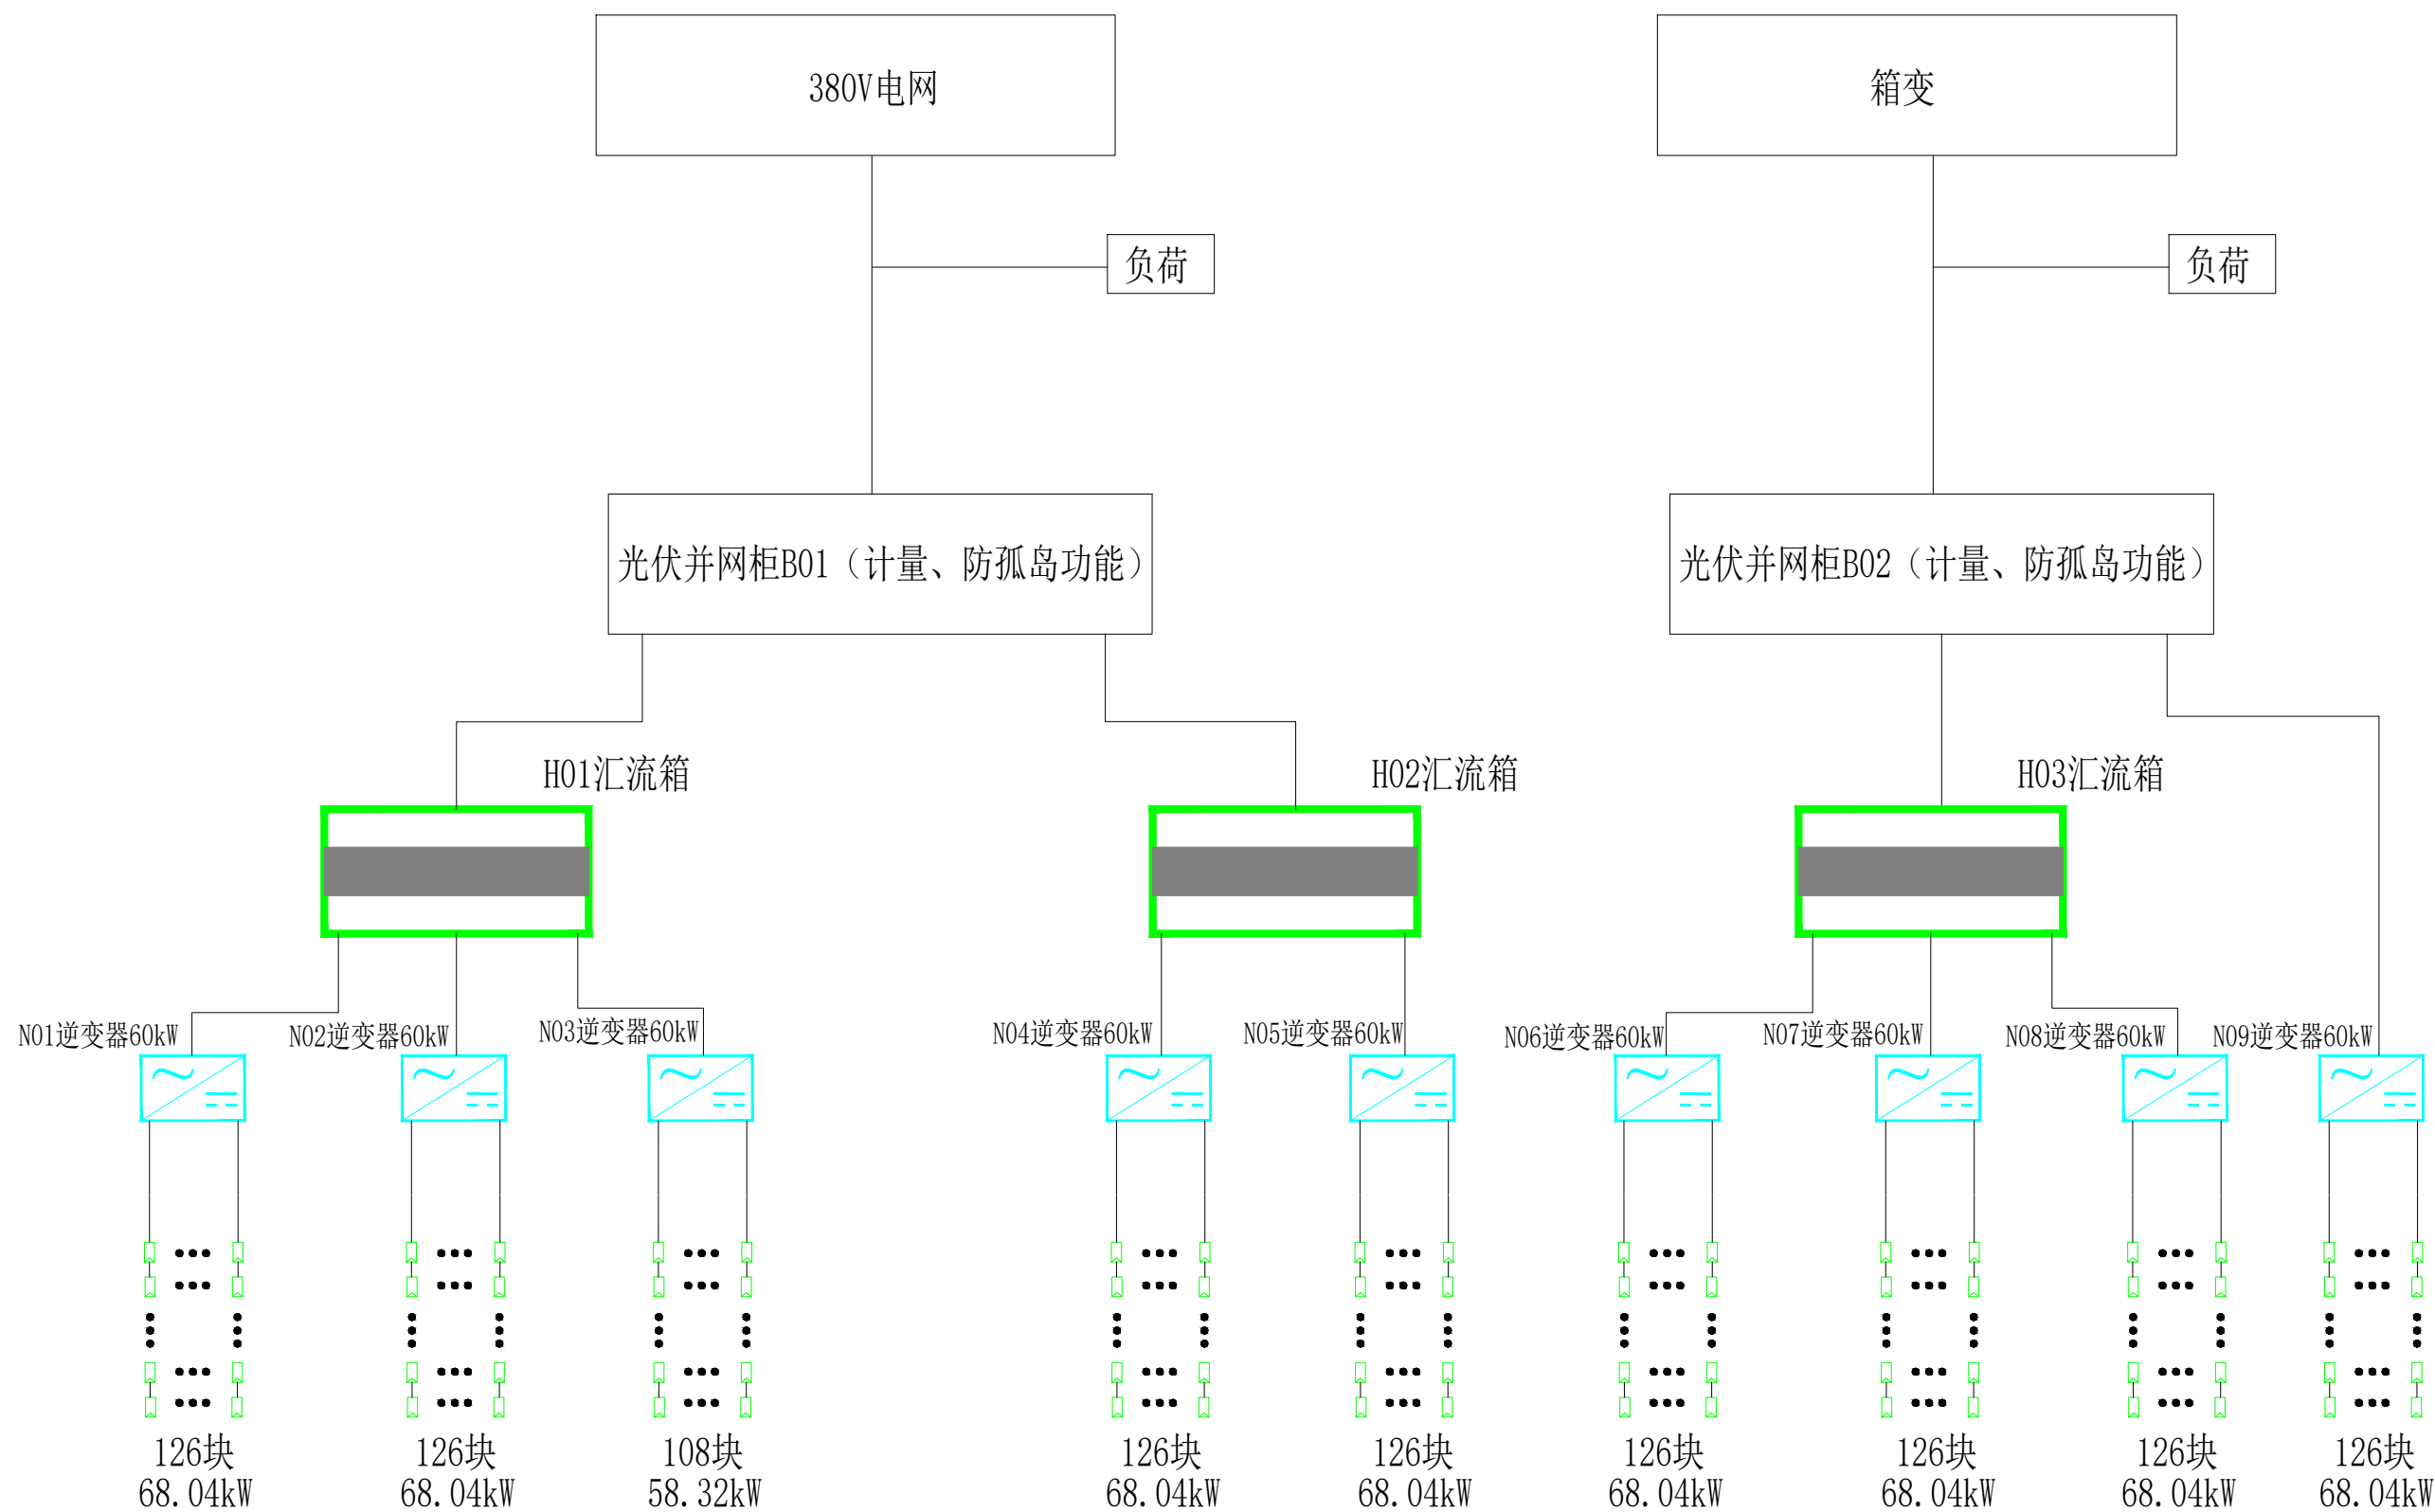 380V电网
箱变
负荷
负荷
光伏并网柜B01（计量、防孤岛功能）
光伏并网柜B02（计量、防孤岛功能）
H01汇流箱
H02汇流箱
H03汇流箱
N01逆变器60kW
N02逆变器60kW
N03逆变器60kW
N04逆变器60kW
N05逆变器60kW
N06逆变器60kW
N07逆变器60kW
N08逆变器60kW
N09逆变器60kW
126块
68.04kW
126块
68.04kW
108块
58.32kW
126块
68.04kW
126块
68.04kW
126块
68.04kW
126块
68.04kW
126块
68.04kW
126块
68.04kW